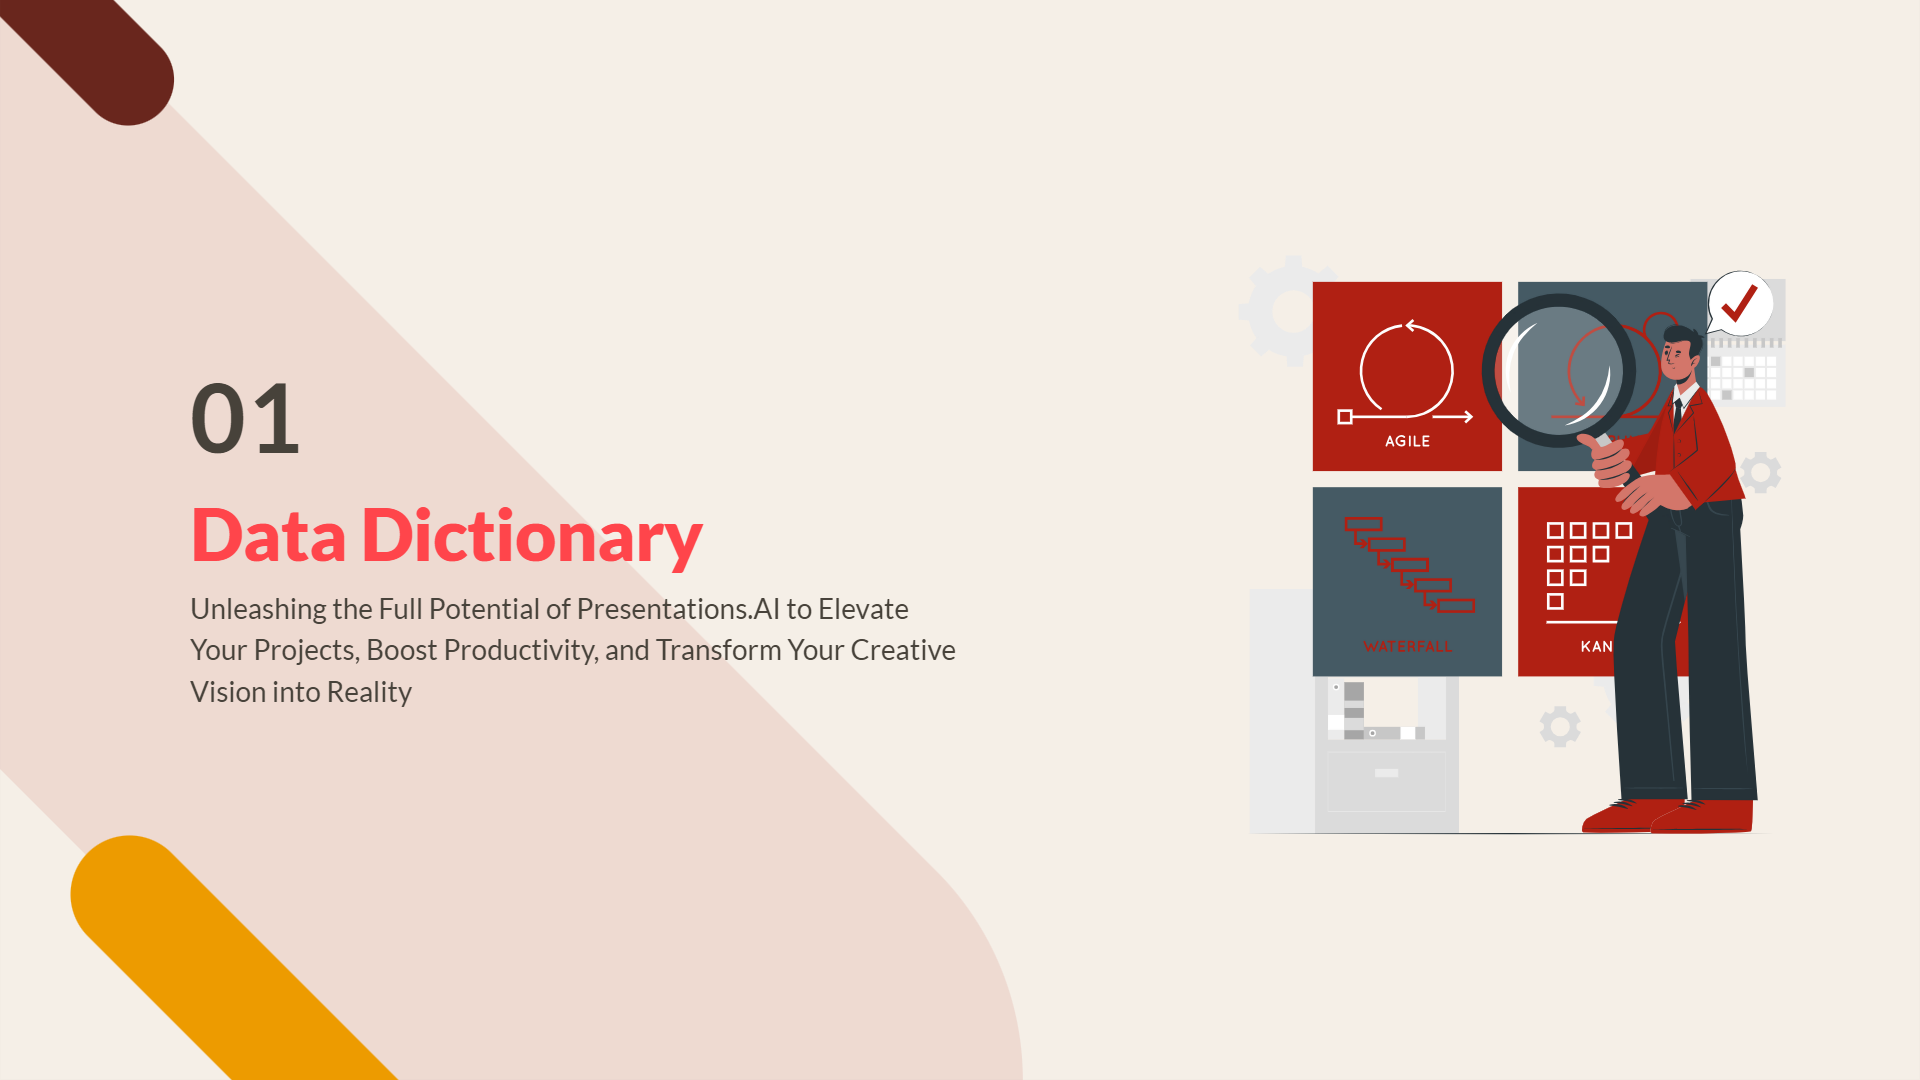 01
Data Dictionary
Unleashing the Full Potential of Presentations.AI to Elevate
Your Projects, Boost Productivity, and Transform Your Creative
Vision into Reality
AGILE
WATERFALL
KAN